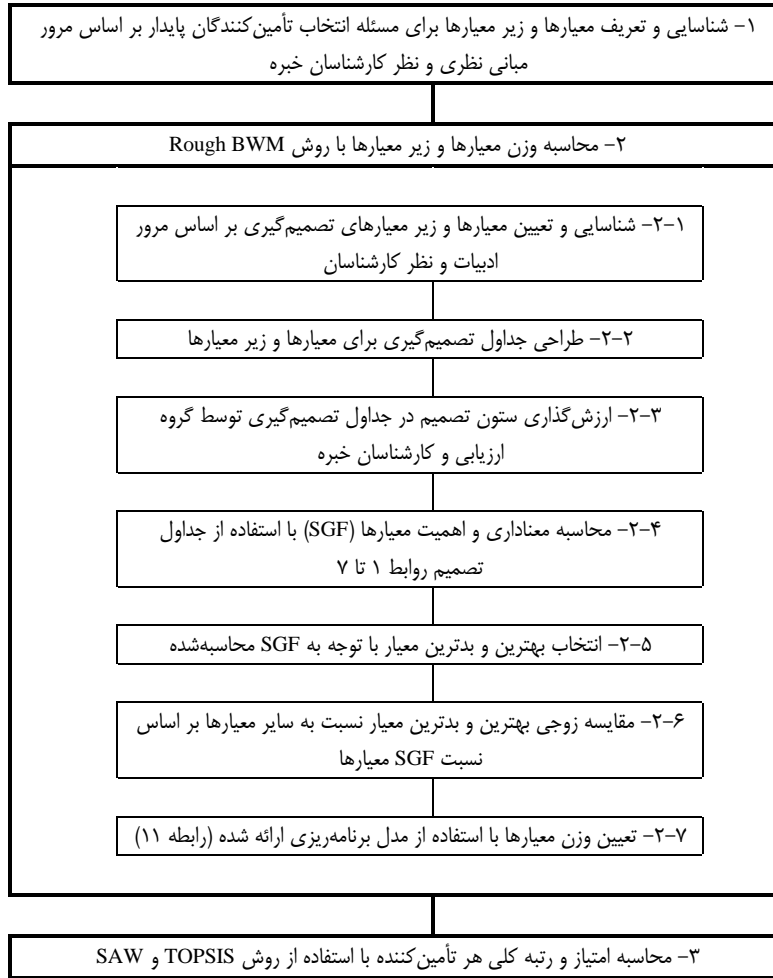 ۱- شناسایی و تعریف معیارها و زیر معیارها برای مسئله انتخاب تأمین‌کنندگان پایدار بر اساس مرور
مبانی نظری و نظر کارشناسان خبره
۲- محاسبه وزن معیارها و زیر معیارها با روش Rough BWM
۲-۱- شناسایی و تعیین معیارها و زیر معیارهای تصمیم‌گیری بر اساس مرور
ادبیات و نظر کارشناسان
۲-۲- طراحی جداول تصمیم‌گیری برای معیارها و زیر معیارها
۲-۳- ارزش‌گذاری ستون تصمیم در جداول تصمیم‌گیری توسط گروه
ارزیابی و کارشناسان خبره
۲-۴- محاسبه معناداری و اهمیت معیارها (SGF) با استفاده از جداول
تصمیم روابط ۱ تا ۷
۲-۵- انتخاب بهترین و بدترین معیار با توجه به SGF محاسبه‌شده
۲-۶- مقایسه زوجی بهترین و بدترین معیار نسبت به سایر معیارها بر اساس
نسبت SGF معیارها
۲-۷- تعیین وزن معیارها با استفاده از مدل برنامه‌ریزی ارائه شده (رابطه ۱۱)
۳- محاسبه امتیاز و رتبه کلی هر تأمین‌کننده با استفاده از روش TOPSIS و SAW